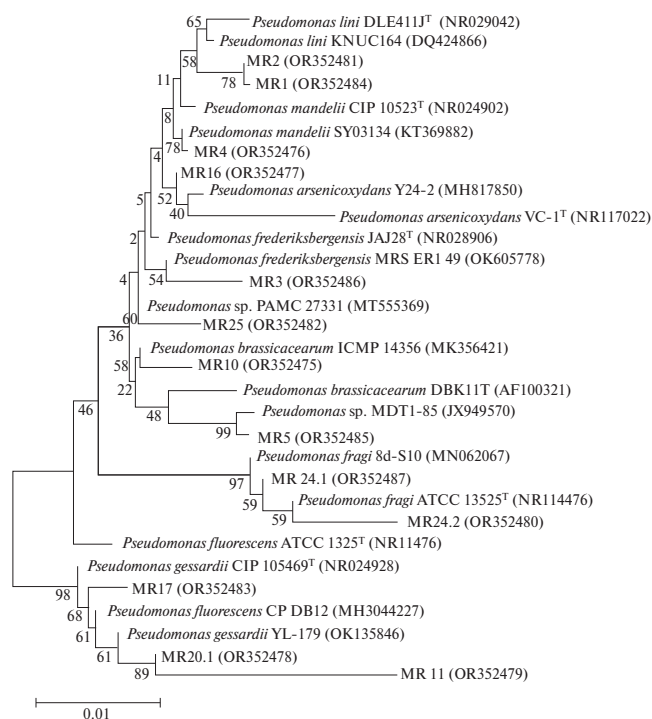 65
Pseudomonas lini DLE411Jᵀ (NR029042)
Pseudomonas lini KNUC164 (DQ424866)
58
MR2 (OR352481)
11
78
MR1 (OR352484)
Pseudomonas mandelii CIP 10523ᵀ (NR024902)
8
Pseudomonas mandelii SY03134 (KT369882)
78
MR4 (OR352476)
4
MR16 (OR352477)
Pseudomonas arsenicoxydans Y24-2 (MH817850)
5
52
40
Pseudomonas arsenicoxydans VC-1ᵀ (NR117022)
2
Pseudomonas frederiksbergensis JAJ28ᵀ (NR028906)
Pseudomonas frederiksbergensis MRS ER1 49 (OK605778)
4
54
MR3 (OR352486)
Pseudomonas sp. PAMC 27331 (MT555369)
60
MR25 (OR352482)
36
Pseudomonas brassicacearum ICMP 14356 (MK356421)
58
MR10 (OR352475)
22
Pseudomonas brassicacearum DBK11T (AF100321)
46
48
Pseudomonas sp. MDT1-85 (JX949570)
99
MR5 (OR352485)
Pseudomonas fragi 8d-S10 (MN062067)
97
MR 24.1 (OR352487)
59
Pseudomonas fragi ATCC 13525ᵀ (NR114476)
59
MR24.2 (OR352480)
Pseudomonas fluorescens ATCC 1325ᵀ (NR11476)
Pseudomonas gessardii CIP 105469ᵀ (NR024928)
98
MR17 (OR352483)
68
Pseudomonas fluorescens CP DB12 (MH3044227)
61
Pseudomonas gessardii YL-179 (OK135846)
61
MR20.1 (OR352478)
89
MR 11 (OR352479)
0.01